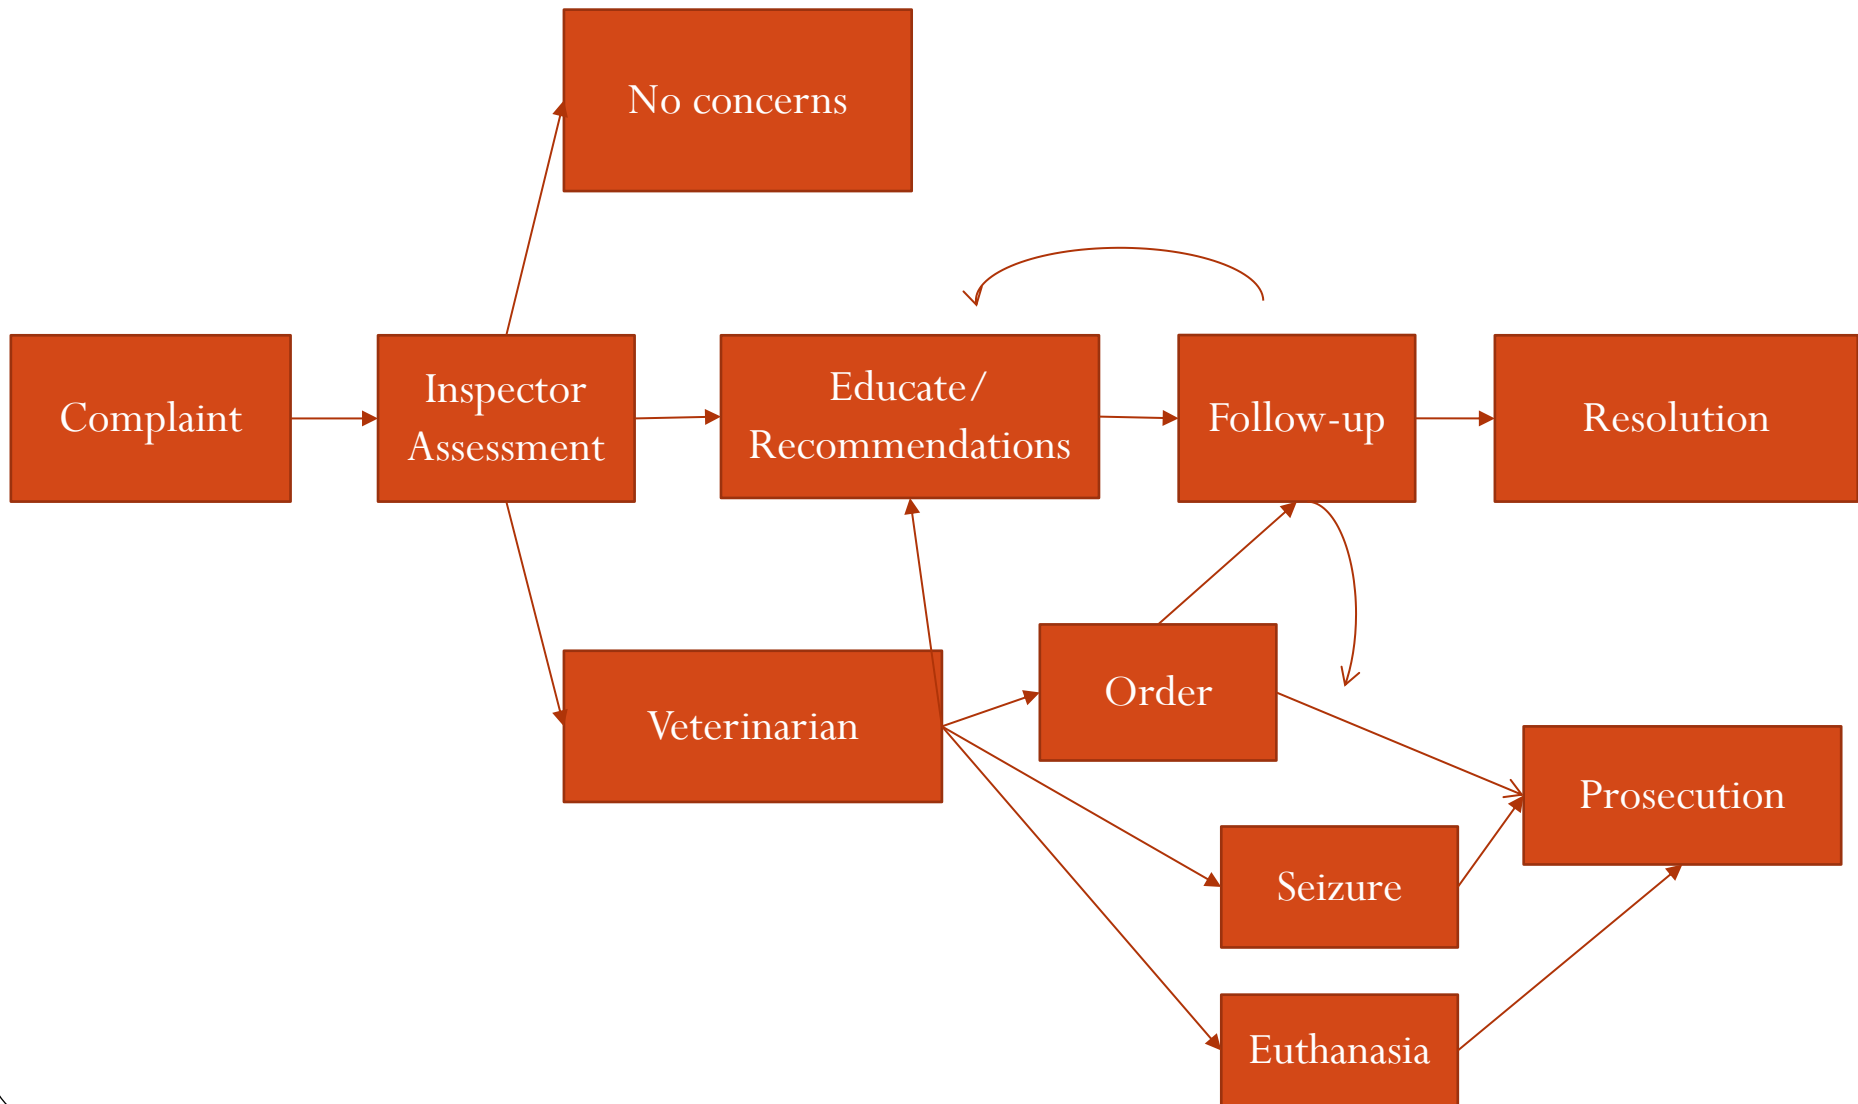 No concerns
Complaint
Inspector
Assessment
Educate/
Recommendations
Follow-up
Resolution
Veterinarian
Order
Prosecution
Seizure
Euthanasia